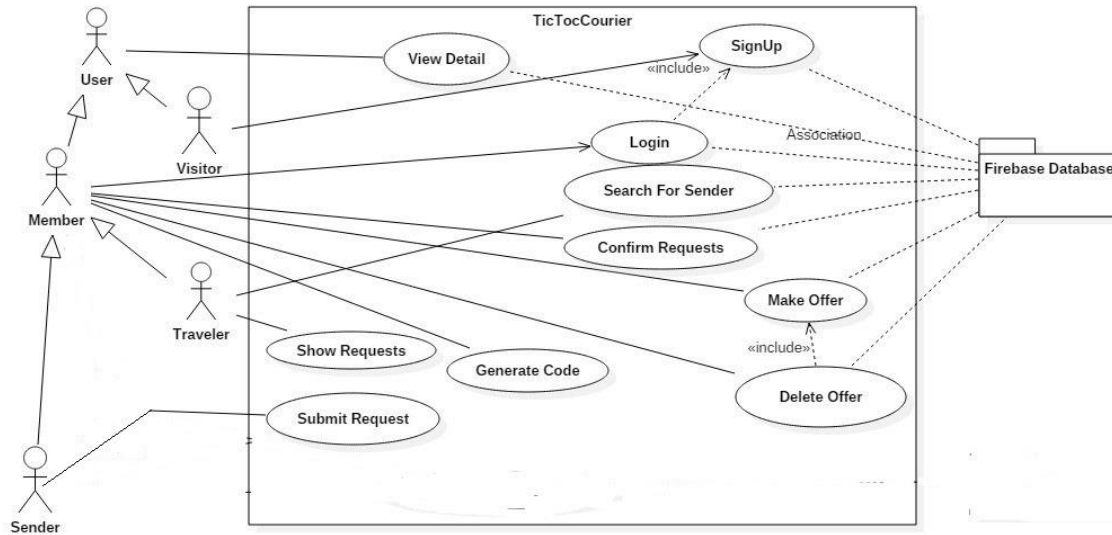 TicTocCourier
User
View Detail
SignUp
«include»
Visitor
Login
Association
Firebase Database
Member
Search For Sender
Confirm Requests
Traveler
Make Offer
Show Requests
«include»
Generate Code
Delete Offer
Submit Request
Sender